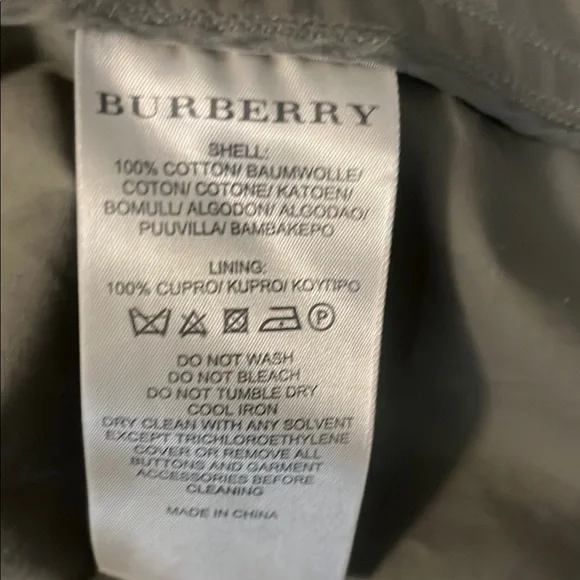 BURBERRY
SHELL:
100% COTTON/ BAUMWOLLE/
COTON/ COTONE/ KATOEN/
BOMULL/ ALGODON/ ALGODAO/
PUUVILLA/ BAMBAKEPO
LINING:
100% CUPRO/ KUPRO/ KOYΠPO
P
DO NOT WASH
DO NOT BLEACH
DO NOT TUMBLE DRY
COOL IRON
DRY CLEAN WITH ANY SOLVENT
EXCEPT TRICHLOROETHYLENE
COVER OR REMOVE ALL
BUTTONS AND GARMENT
ACCESSORIES BEFORE
CLEANING
MADE IN CHINA